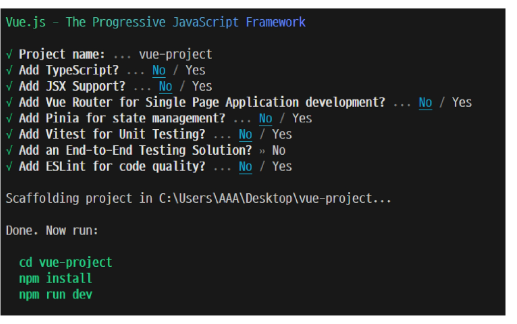 Vue.js - The Progressive JavaScript Framework
√ Project name: ... vue-project
√ Add TypeScript? ... No / Yes
√ Add JSX Support? ... No / Yes
√ Add Vue Router for Single Page Application development? ... No / Yes
√ Add Pinia for state management? ... No / Yes
√ Add Vitest for Unit Testing? ... No / Yes
√ Add an End-to-End Testing Solution? » No
√ Add ESLint for code quality? ... No / Yes
Scaffolding project in C:\Users\AAA\Desktop\vue-project...
Done. Now run:
cd vue-project
npm install
npm run dev